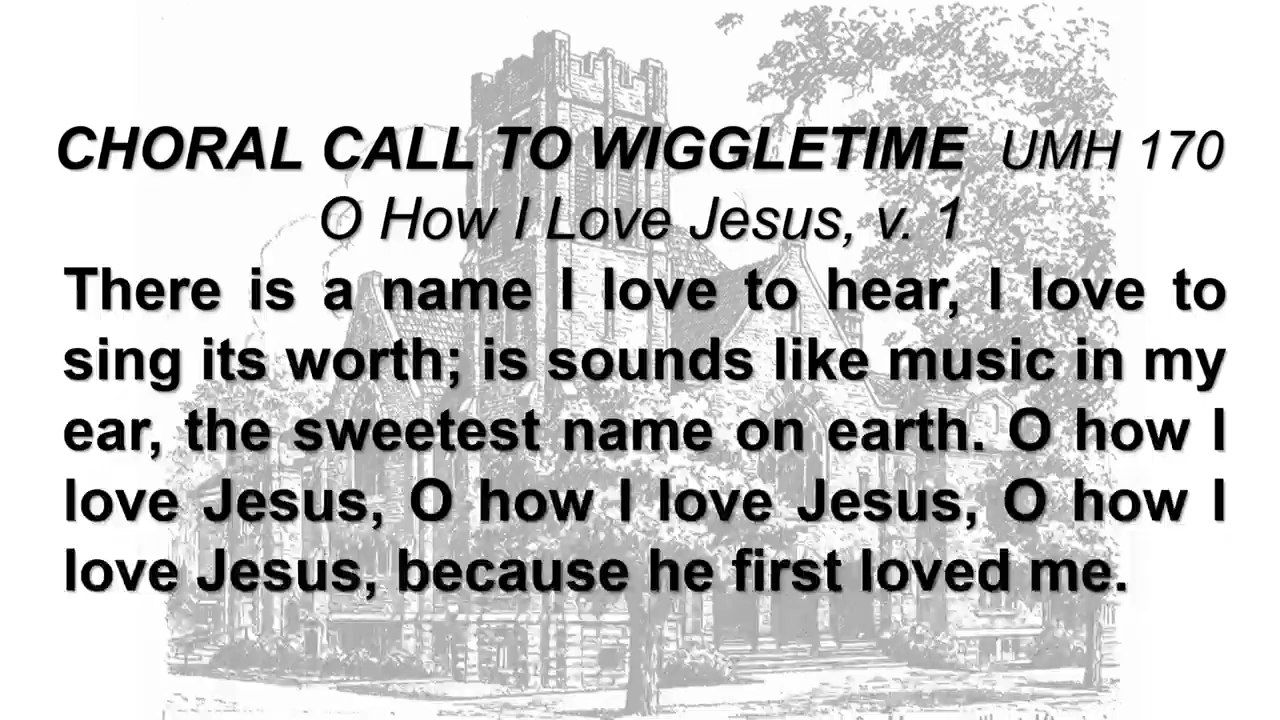 CHORAL CALL TO WIGGLETIME UMH 170
O How I Love Jesus, v. 1
There is a name I love to hear, I love to
sing its worth; is sounds like music in my
ear, the sweetest name on earth. O how I
love Jesus, O how I love Jesus, O how I
love Jesus, because he first loved me.